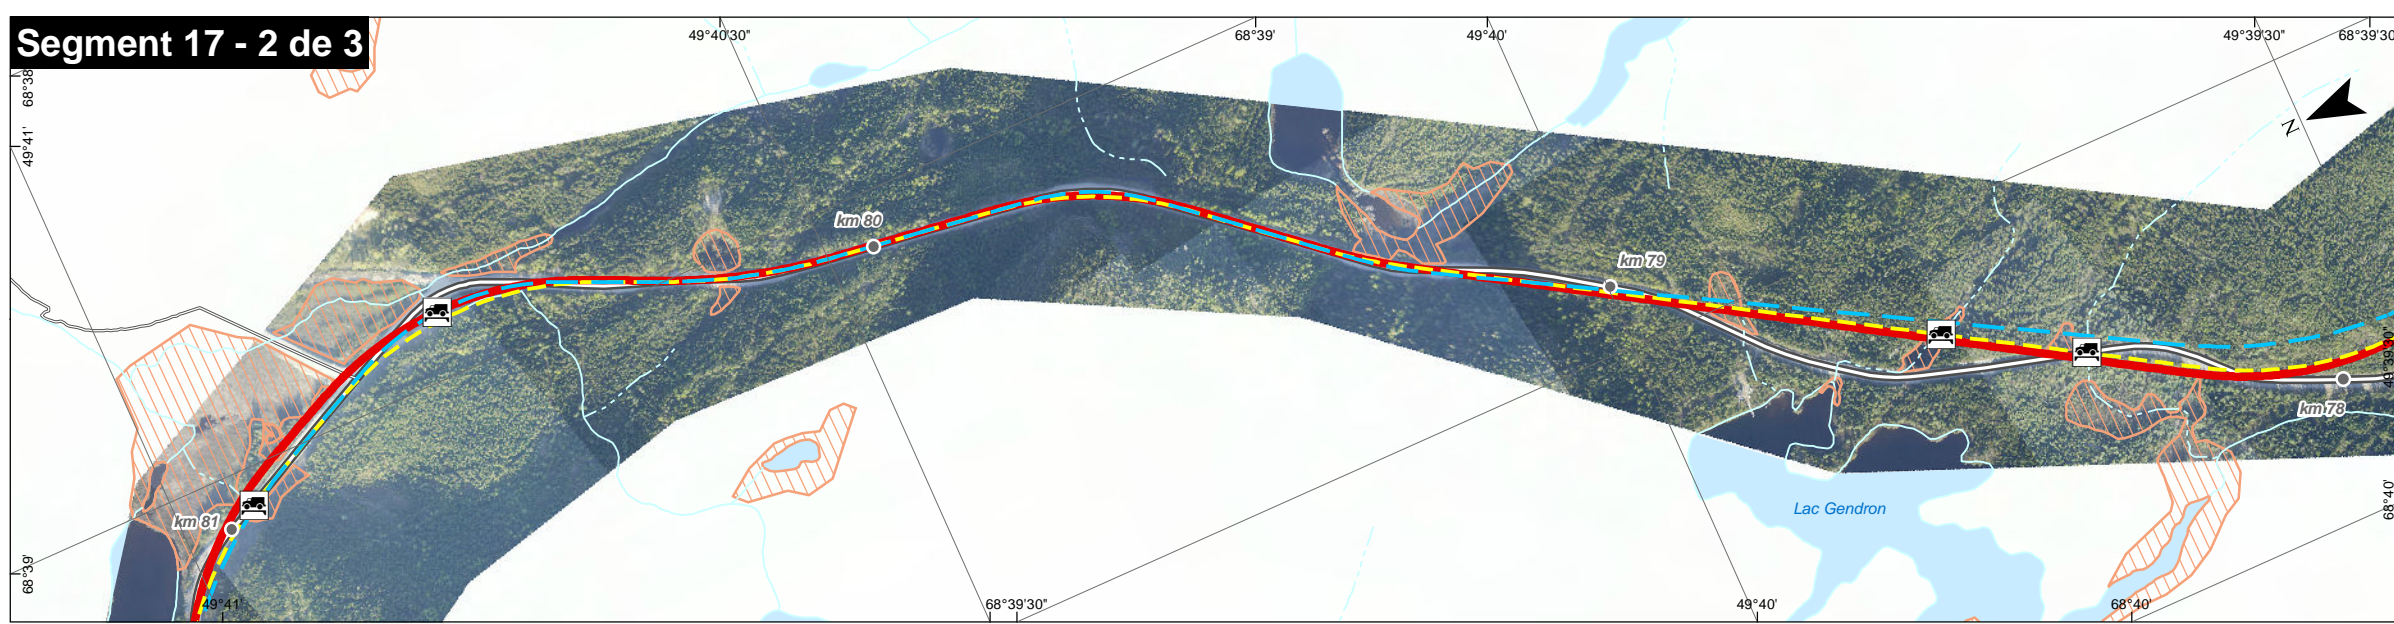 Segment 17 - 2 de 3
49°40'30"
68°39'
49°40'
49°39'30"
68°39'30
68°38
49°41'
N
km 80
km 79
49°39'30"
km 78
Lac Gendron
68°40'
km 81
68°39'
49°41'
68°39'30"
49°40'
68°40'